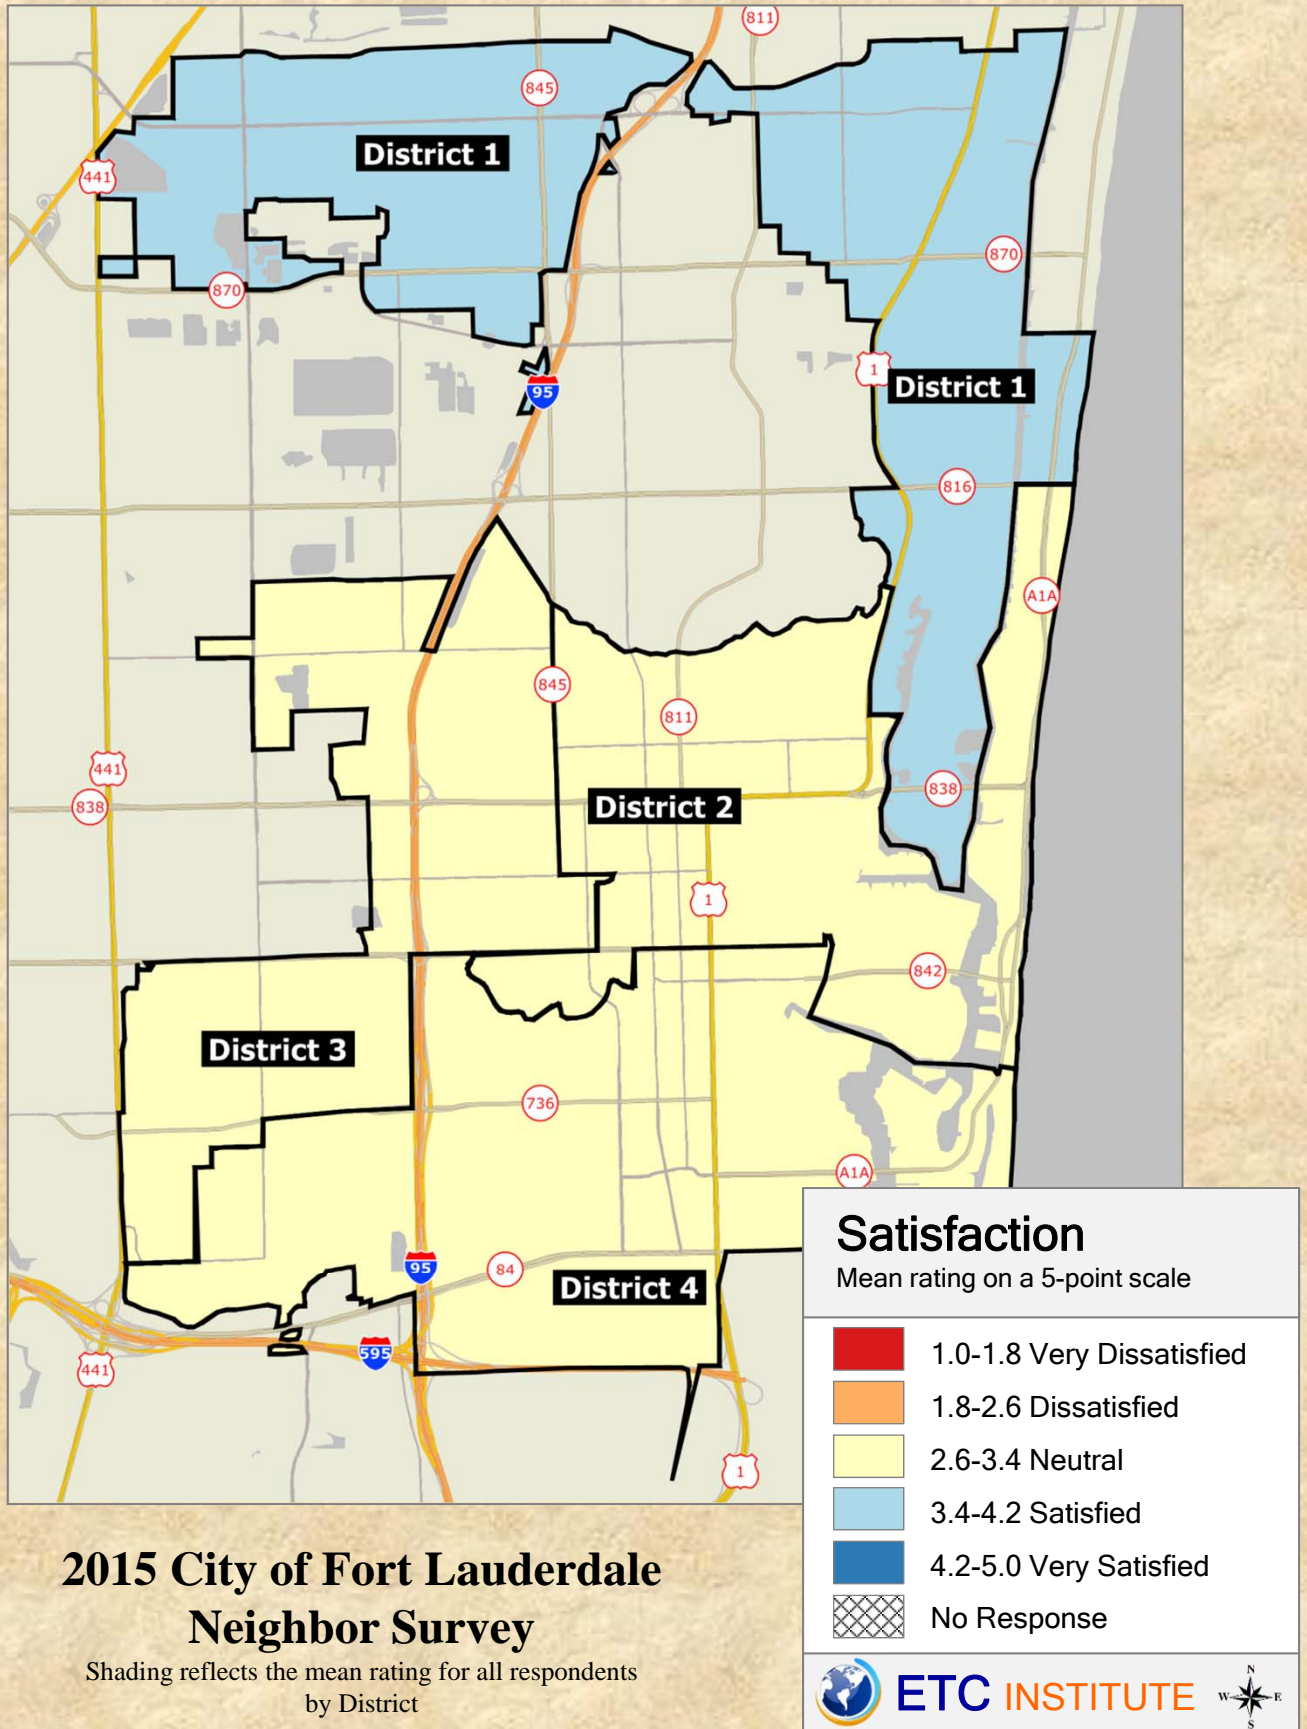 811
845
District 1
441
870
870
95
1
District 1
816
A1A
845
811
441
838
District 2
838
1
842
District 3
736
A1A
95
84
District 4
595
441
1
Satisfaction
Mean rating on a 5-point scale
1.0-1.8 Very Dissatisfied
1.8-2.6 Dissatisfied
2.6-3.4 Neutral
3.4-4.2 Satisfied
4.2-5.0 Very Satisfied
No Response
2015 City of Fort Lauderdale
Neighbor Survey
Shading reflects the mean rating for all respondents
by District
ETC INSTITUTE
N
W E
S